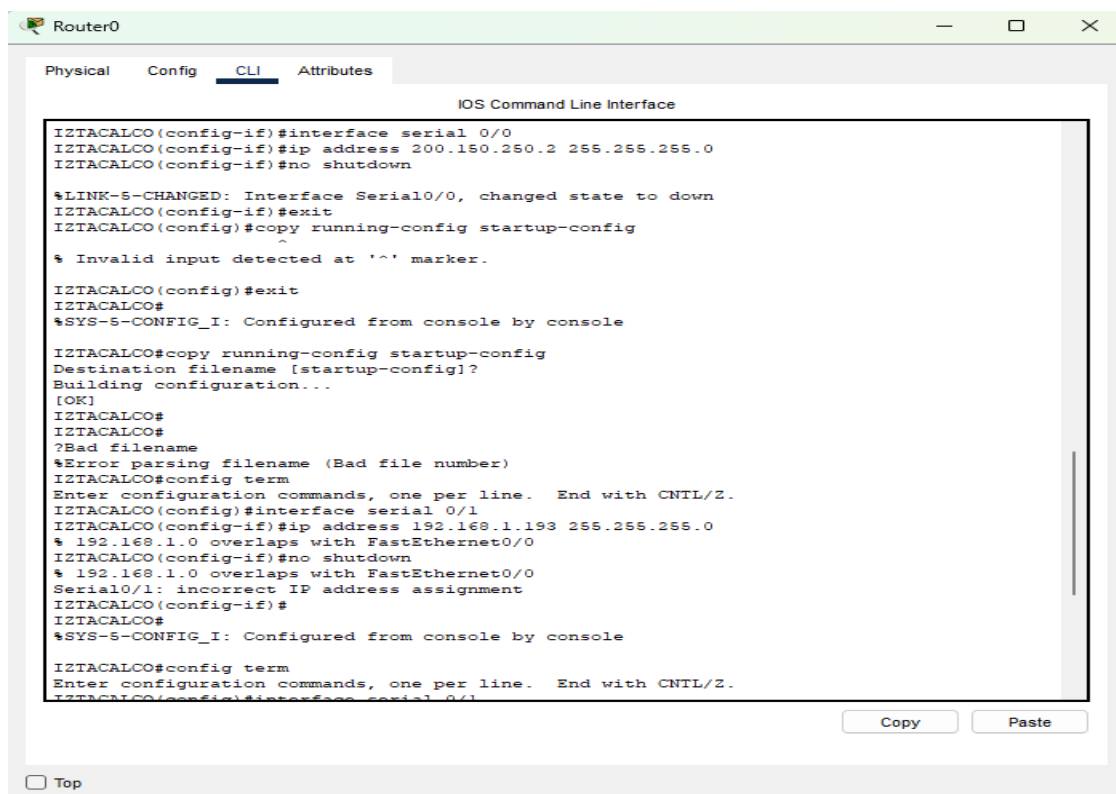 Router0
Physical Config CLI Attributes
IOS Command Line Interface
IZTACALCO(config-if)#interface serial 0/0
IZTACALCO(config-if)#ip address 200.150.250.2 255.255.255.0
IZTACALCO(config-if)#no shutdown
%LINK-5-CHANGED: Interface Serial0/0, changed state to down
IZTACALCO(config-if)#exit
IZTACALCO(config)#copy running-config startup-config
^
% Invalid input detected at '^' marker.
IZTACALCO(config)#exit
IZTACALCO#
%SYS-5-CONFIG_I: Configured from console by console
IZTACALCO#copy running-config startup-config
Destination filename [startup-config]?
Building configuration...
[OK]
IZTACALCO#
IZTACALCO#
?Bad filename
%Error parsing filename (Bad file number)
IZTACALCO#config term
Enter configuration commands, one per line.  End with CNTL/Z.
IZTACALCO(config)#interface serial 0/1
IZTACALCO(config-if)#ip address 192.168.1.193 255.255.255.0
% 192.168.1.0 overlaps with FastEthernet0/0
IZTACALCO(config-if)#no shutdown
% 192.168.1.0 overlaps with FastEthernet0/0
Serial0/1: incorrect IP address assignment
IZTACALCO(config-if)#
IZTACALCO#
%SYS-5-CONFIG_I: Configured from console by console
IZTACALCO#config term
Enter configuration commands, one per line.  End with CNTL/Z.
IZTACALCO(config)#interface serial 0/1
Copy Paste
Top